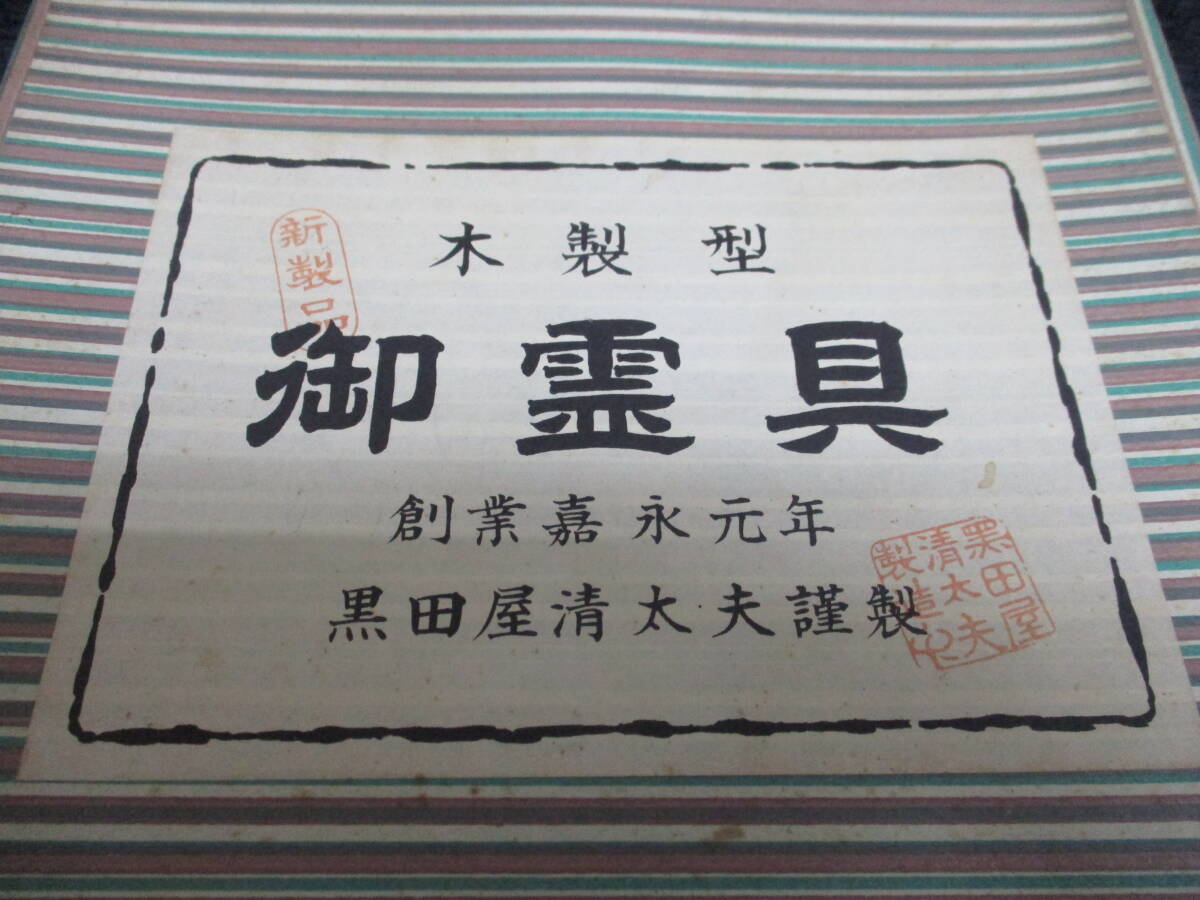 新製品
木製型
御霊具
創業嘉永元年
黒田屋清太夫謹製
黒田屋
清太夫
製造